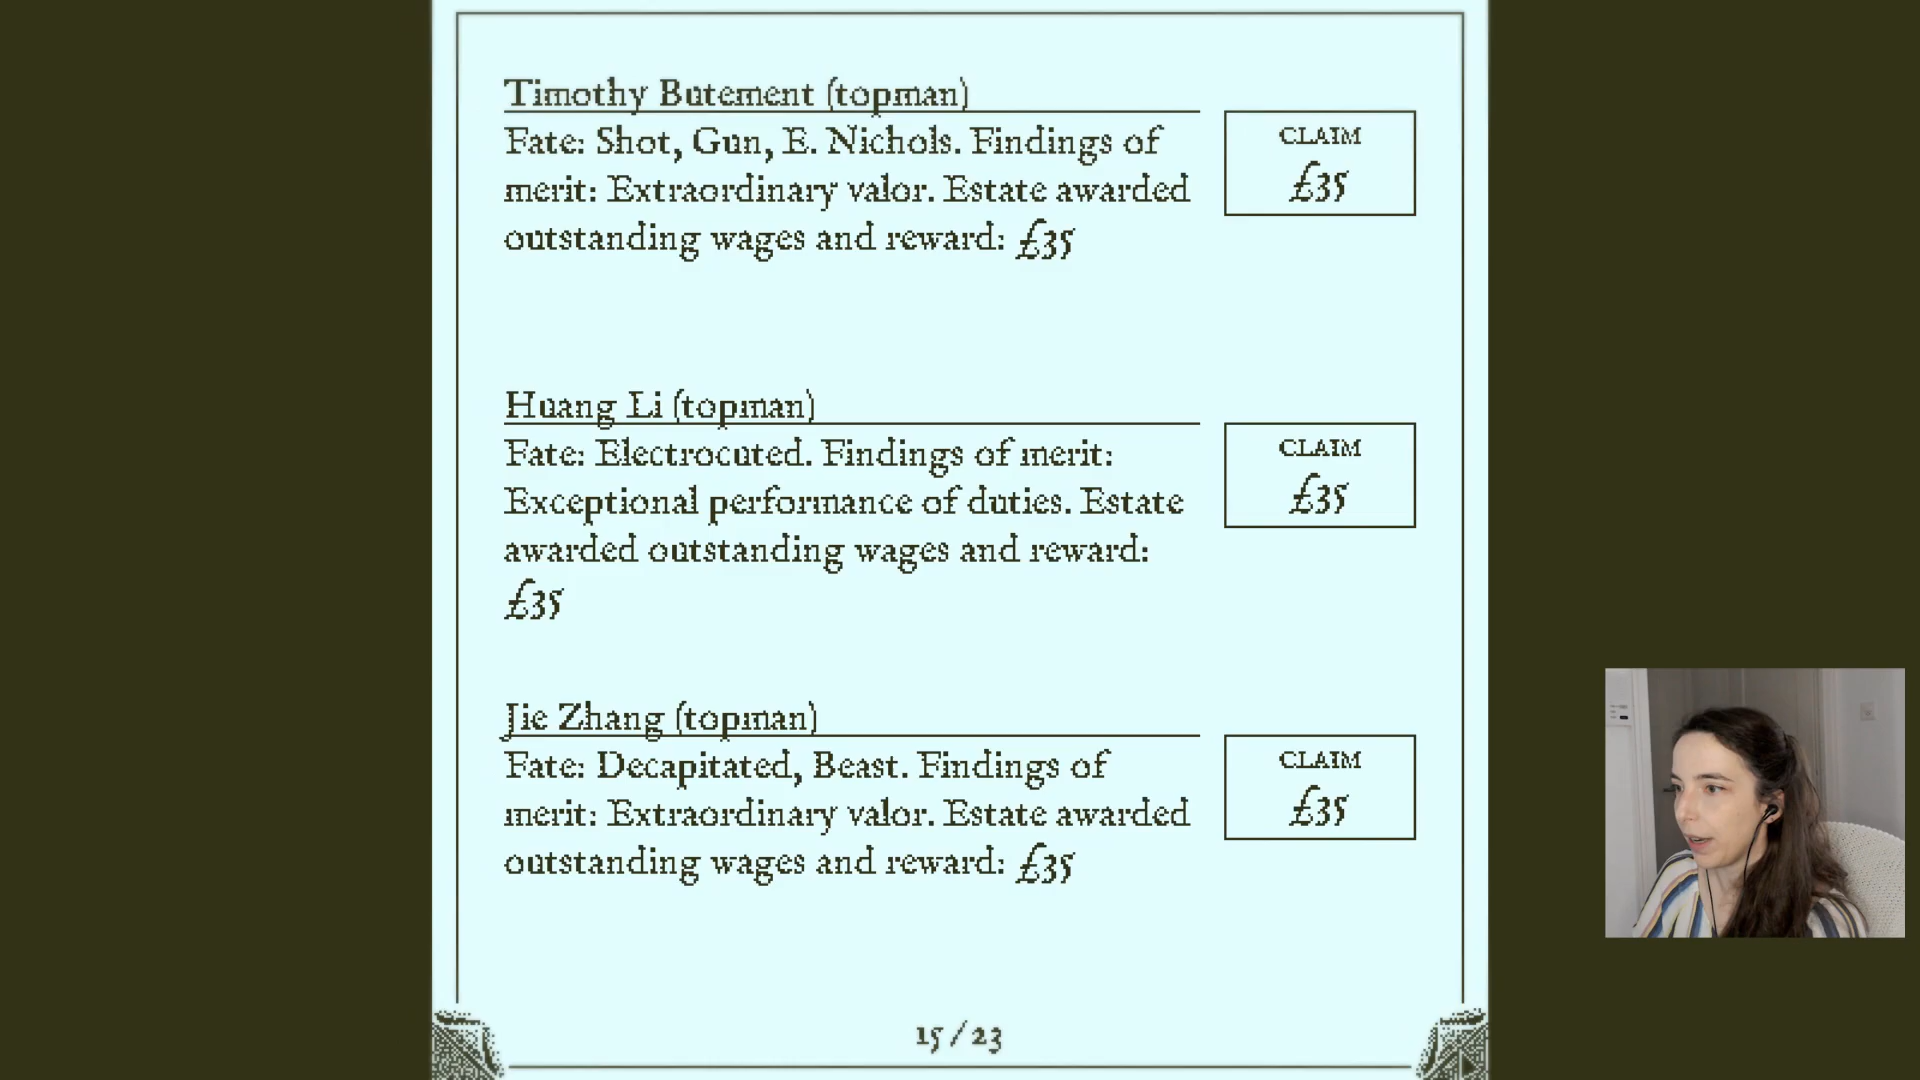 Timothy Butement (topman)
Fate: Shot, Gun, E. Nichols. Findings of
merit: Extraordinary valor. Estate awarded
outstanding wages and reward: £35
CLAIM
£35
Huang Li (topman)
Fate: Electrocuted. Findings of merit:
Exceptional performance of duties. Estate
awarded outstanding wages and reward:
£35
CLAIM
£35
Jie Zhang (topman)
Fate: Decapitated, Beast. Findings of
merit: Extraordinary valor. Estate awarded
outstanding wages and reward: £35
CLAIM
£35
15/23